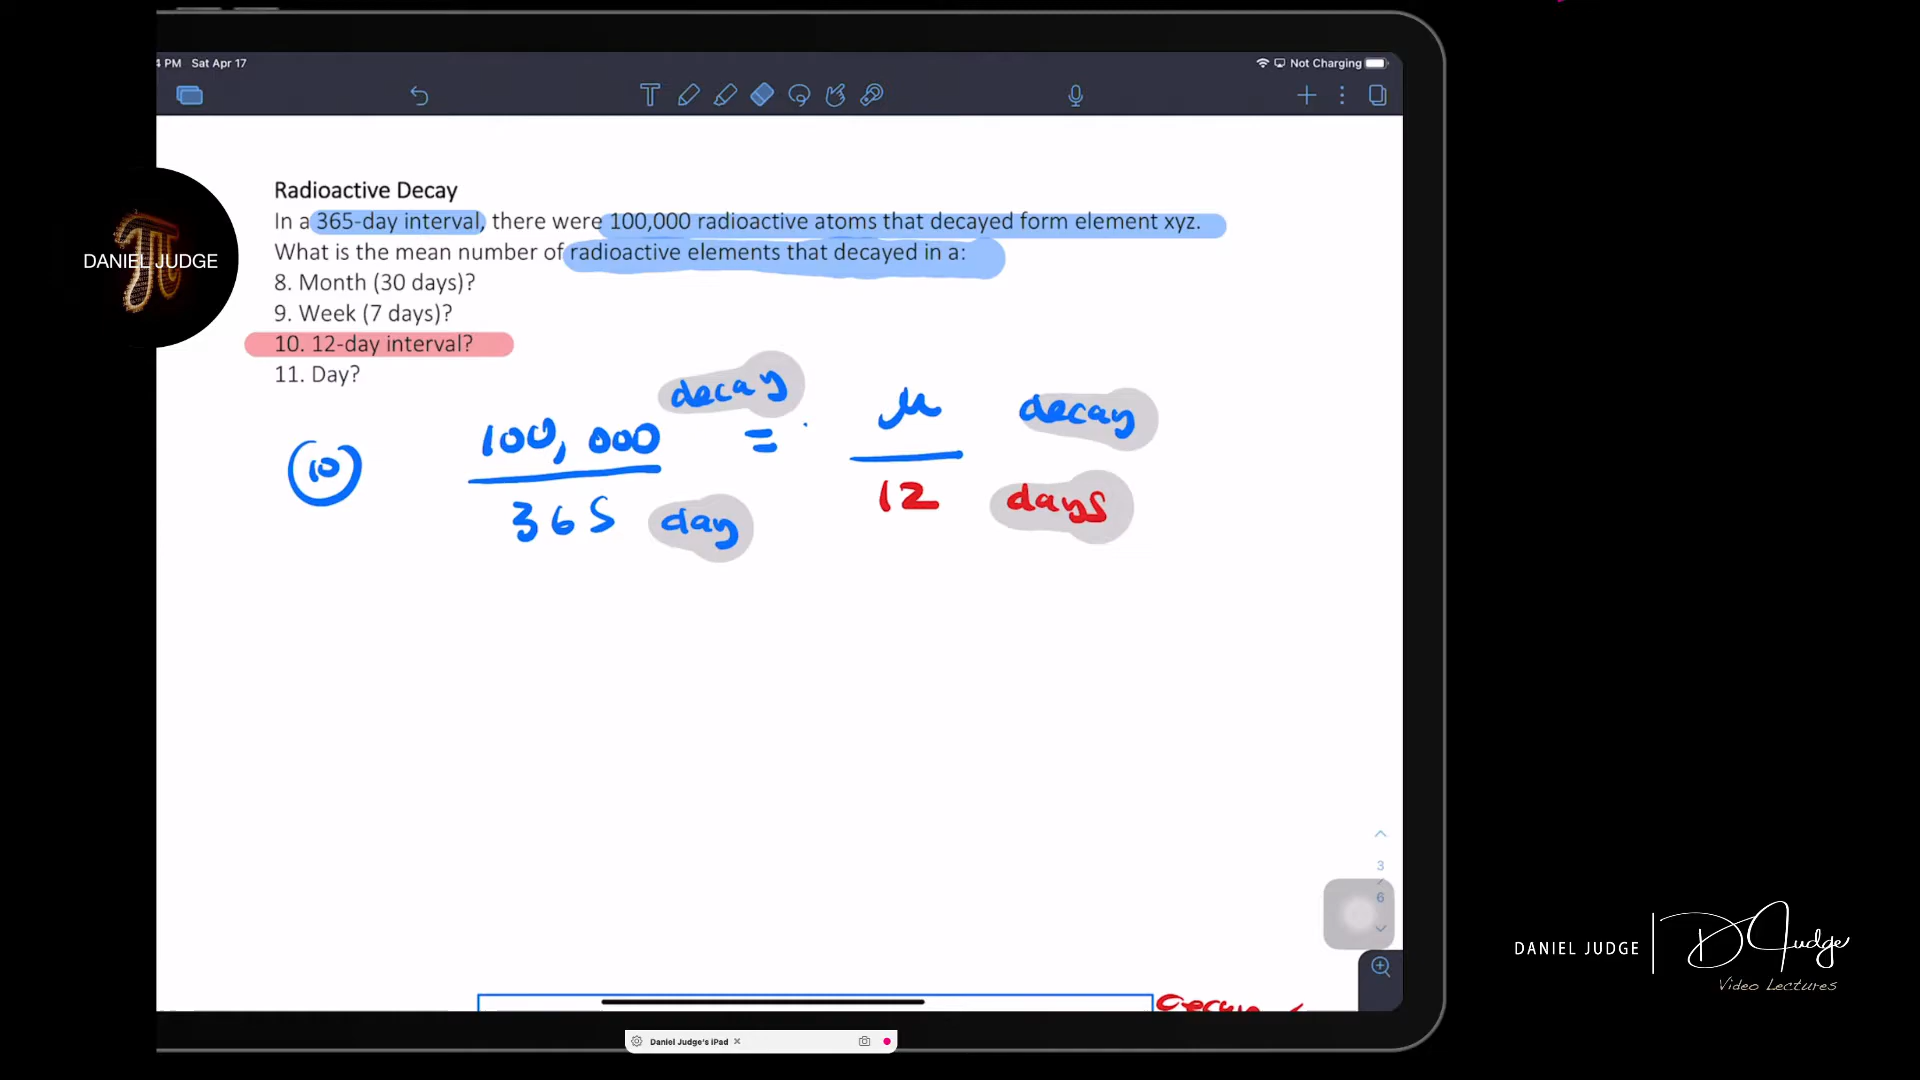 4 PM Sat Apr 17
Not Charging
Radioactive Decay
In a 365-day interval, there were 100,000 radioactive atoms that decayed form element xyz.
What is the mean number of radioactive elements that decayed in a:
8. Month (30 days)?
9. Week (7 days)?
10. 12-day interval?
11. Day?
DANIEL JUDGE
10
100,000 decay = μ decay
365 day 12 days
3
6
DANIEL JUDGE
DJudge
Video Lectures
Daniel Judge's iPad